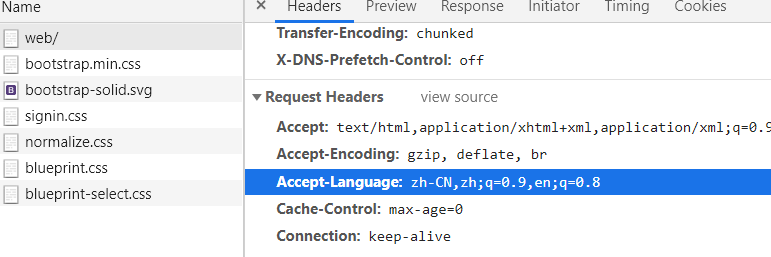 Name
Headers Preview Response Initiator Timing Cookies
web/
Transfer-Encoding: chunked
bootstrap.min.css
X-DNS-Prefetch-Control: off
bootstrap-solid.svg
Request Headers view source
signin.css
Accept: text/html,application/xhtml+xml,application/xml;q=0.9
normalize.css
Accept-Encoding: gzip, deflate, br
blueprint.css
Accept-Language: zh-CN,zh;q=0.9,en;q=0.8
blueprint-select.css
Cache-Control: max-age=0
Connection: keep-alive